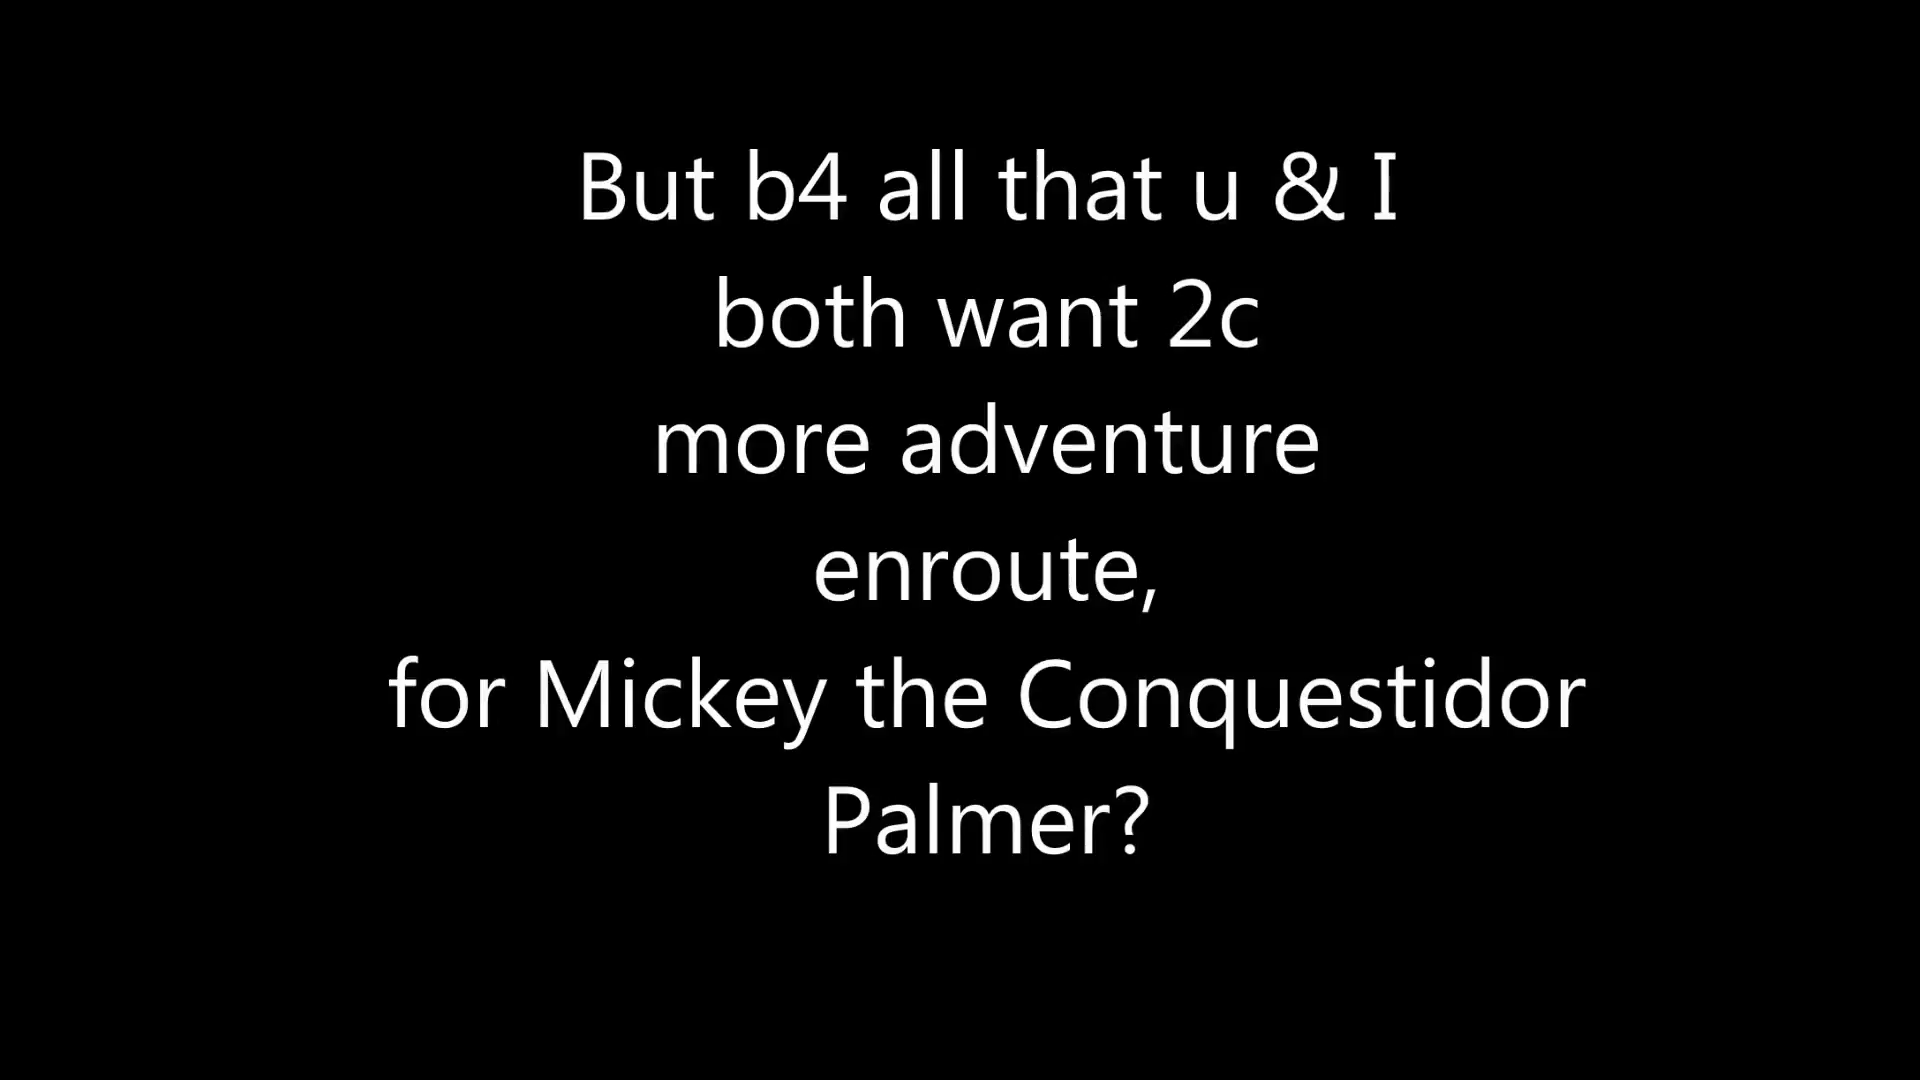 But b4 all that u & I
both want 2c
more adventure
enroute,
for Mickey the Conquestidor
Palmer?